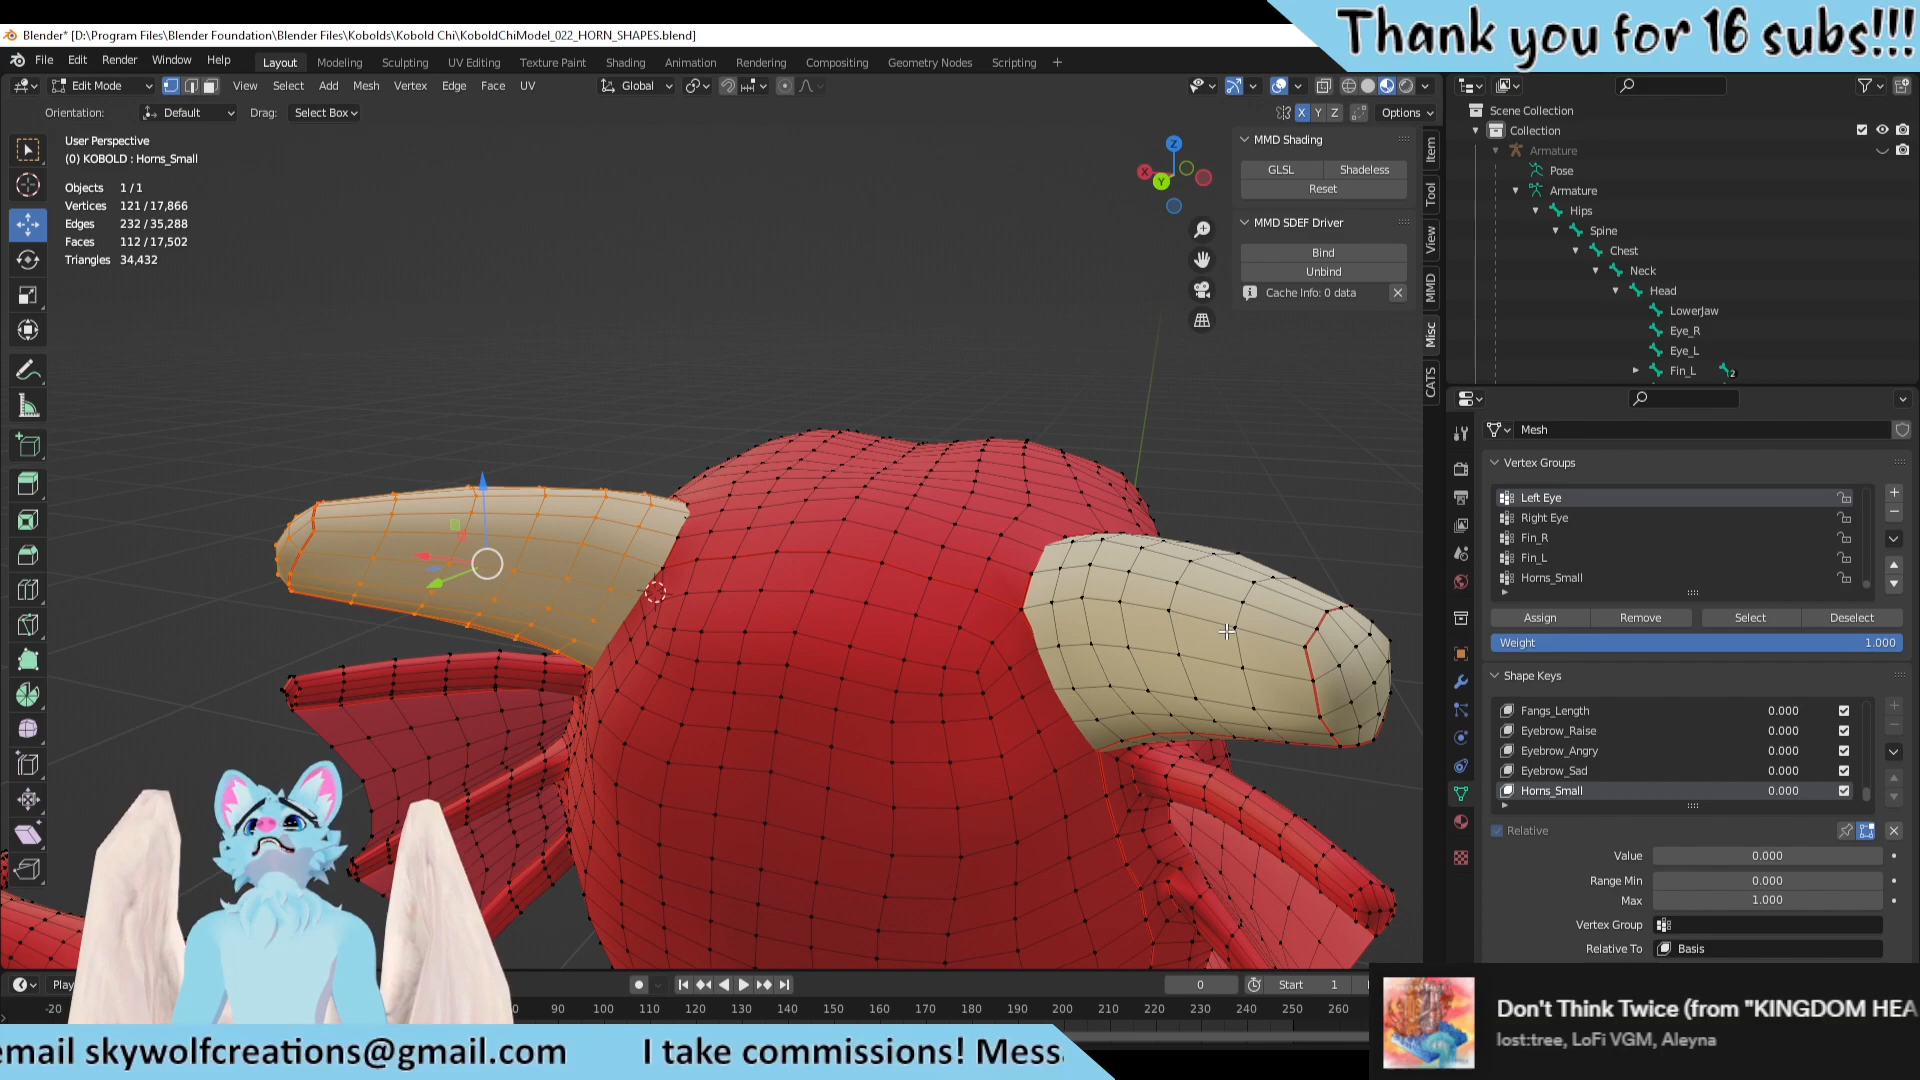 Thank you for 16 subs!!!
Blender* [D:\Program Files\Blender Foundation\Blender Files\Kobolds\Kobold Chi\KoboldChiModel_022_HORN_SHAPES.blend]
File Edit Render Window Help
Layout Modeling Sculpting UV Editing Texture Paint Shading Animation Rendering Compositing Geometry Nodes Scripting +
Edit Mode View Select Add Mesh Vertex Edge Face UV Global
Orientation: Default Drag: Select Box X Y Z Options
User Perspective
(0) KOBOLD : Horns_Small
Objects 1 / 1
Vertices 121 / 17,866
Edges 232 / 35,288
Faces 112 / 17,502
Triangles 34,432
Z
X
Y
MMD Shading
GLSL Shadeless
Reset
MMD SDEF Driver
Bind
Unbind
Cache Info: 0 data
Item
Tool
View
MMD
Misc
CATS
Scene Collection
Collection
Armature
Pose
Armature
Hips
Spine
Chest
Neck
Head
LowerJaw
Eye_R
Eye_L
Fin_L 2
Mesh
Vertex Groups
Left Eye
Right Eye
Fin_R
Fin_L
Horns_Small
Assign Remove Select Deselect
Weight 1.000
Shape Keys
Fangs_Length 0.000
Eyebrow_Raise 0.000
Eyebrow_Angry 0.000
Eyebrow_Sad 0.000
Horns_Small 0.000
Relative
Value 0.000
Range Min 0.000
Max 1.000
Vertex Group
Relative To Basis
Play 0 Start 1
-20 90 100 110 120 130 140 150 160 170 180 190 200 210 220 230 240 250 260
email skywolfcreations@gmail.com I take commissions! Mess
Don't Think Twice (from "KINGDOM HEA
lost:tree, LoFi VGM, Aleyna